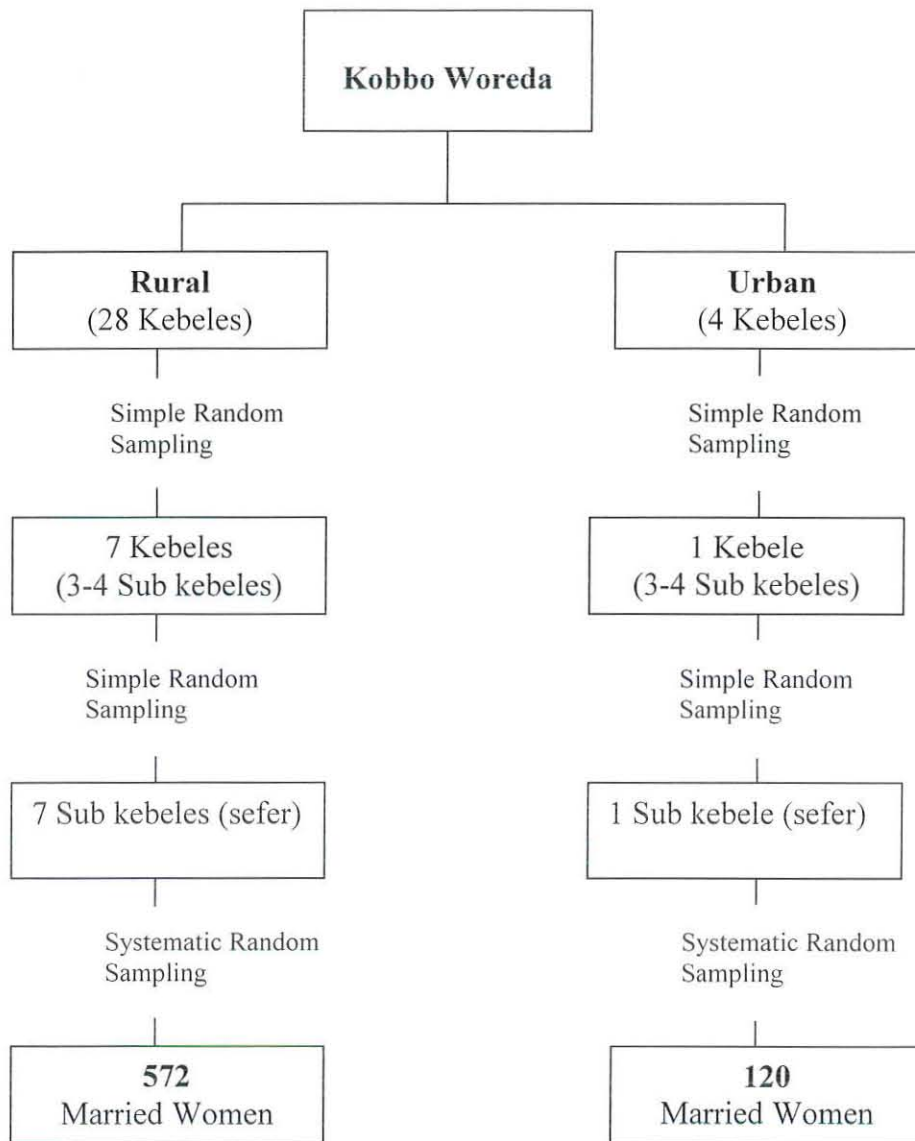 Kobbo Woreda
Rural
(28 Kebeles)
Urban
(4 Kebeles)
Simple Random
Sampling
Simple Random
Sampling
7 Kebeles
(3-4 Sub kebeles)
1 Kebele
(3-4 Sub kebeles)
Simple Random
Sampling
Simple Random
Sampling
7 Sub kebeles (sefer)
1 Sub kebele (sefer)
Systematic Random
Sampling
Systematic Random
Sampling
572
Married Women
120
Married Women